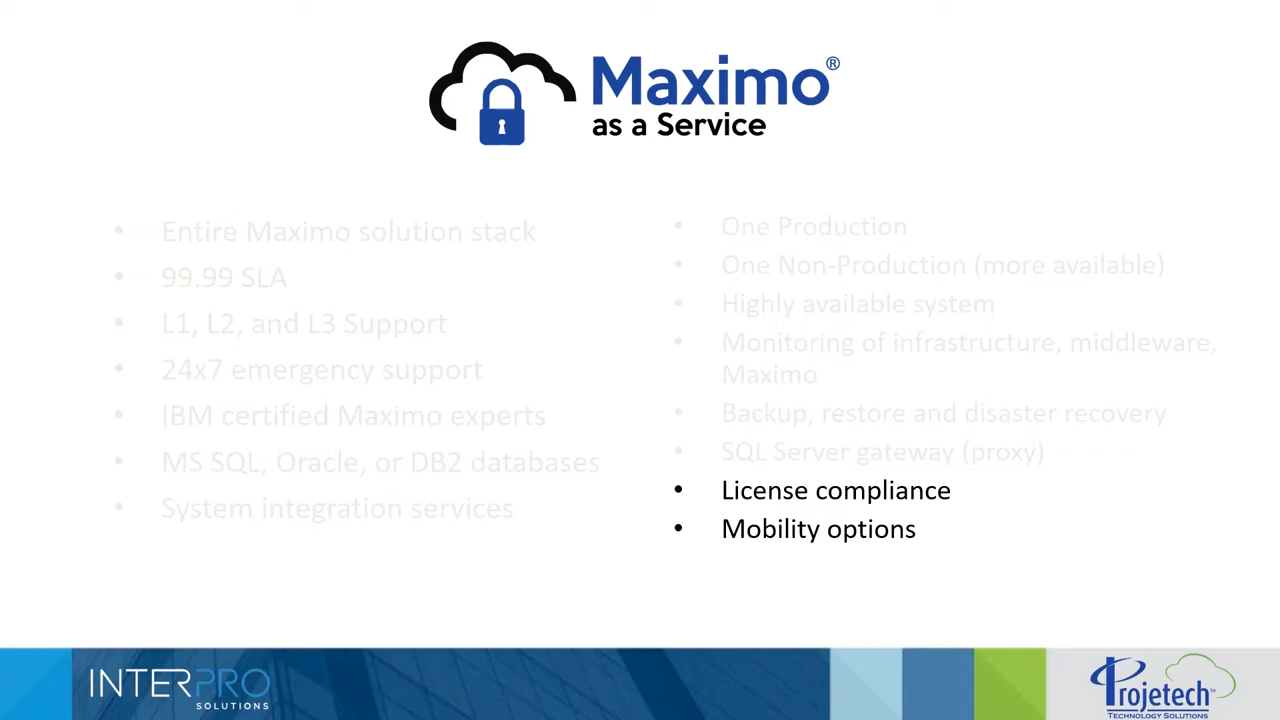 Maximo®
as a Service
• Entire Maximo solution stack
• 99.99 SLA
• L1, L2, and L3 Support
• 24x7 emergency support
• IBM certified Maximo experts
• MS SQL, Oracle, or DB2 databases
• System integration services
• One Production
• One Non-Production (more available)
• Highly available system
• Monitoring of infrastructure, middleware,
Maximo
• Backup, restore and disaster recovery
• SQL Server gateway (proxy)
• License compliance
• Mobility options
INTERPRO
SOLUTIONS
Projetech™
TECHNOLOGY SOLUTIONS